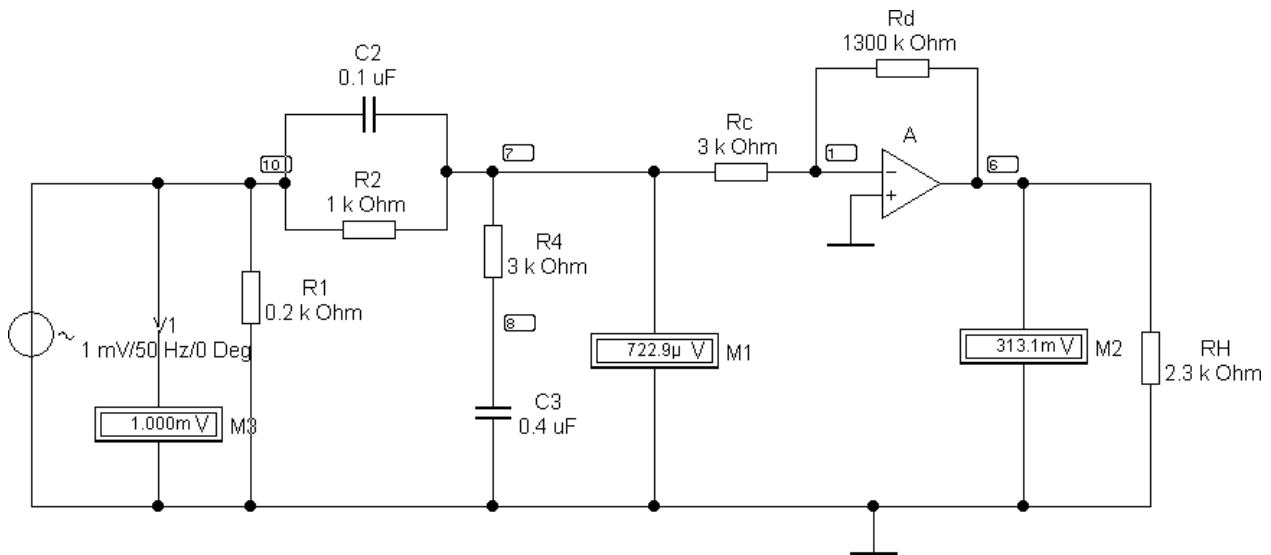 Rd
1300 k Ohm
C2
0.1 uF
Rc
3 k Ohm
A
10
7
1
6
R2
1 k Ohm
R4
3 k Ohm
R1
0.2 k Ohm
8
V1
1 mV/50 Hz/0 Deg
722.9µ V
M1
313.1m V
M2
RH
2.3 k Ohm
C3
0.4 uF
1.000m V
M3